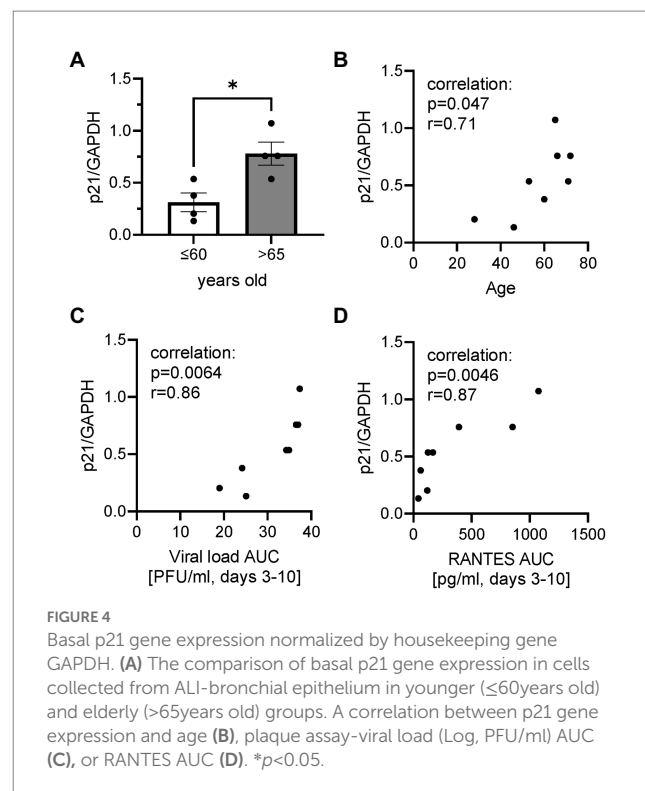 A
B
1.5
1.0
0.5
0.0
p21/GAPDH
*
≤60
>65
years old
1.5
1.0
0.5
0.0
p21/GAPDH
correlation:
p=0.047
r=0.71
0
20
40
60
80
Age
C
D
1.5
1.0
0.5
0.0
p21/GAPDH
correlation:
p=0.0064
r=0.86
0
10
20
30
40
Viral load AUC
[PFU/ml, days 3-10]
1.5
1.0
0.5
0.0
p21/GAPDH
correlation:
p=0.0046
r=0.87
0
500
1000
1500
RANTES AUC
[pg/ml, days 3-10]
FIGURE 4
Basal p21 gene expression normalized by housekeeping gene
GAPDH. (A) The comparison of basal p21 gene expression in cells
collected from ALI-bronchial epithelium in younger (≤60years old)
and elderly (>65years old) groups. A correlation between p21 gene
expression and age (B), plaque assay-viral load (Log, PFU/ml) AUC
(C), or RANTES AUC (D). *p<0.05.